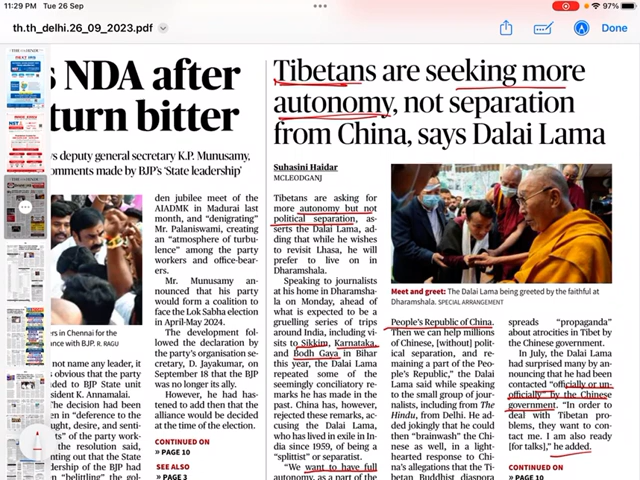 11:29 PM Tue 26 Sep
97%
th.th_delhi.26_09_2023.pdf
Done
s NDA after
turn bitter
's deputy general secretary K.P. Munusamy,
omments made by BJP's 'State leadership'
rs in Chennai for the
nce with BJP. R. RAGU
not name any leader, it
obvious that the party
ded to BJP State unit
sident K. Annamalai.
The decision had been
en in "deference to the
ught, desire, and senti-
ts" of the party work-
the resolution said,
nting out that the State
dership of the BJP had
n "belittling" the gol-
den jubilee meet of the
AIADMK in Madurai last
month, and "denigrating"
Mr. Palaniswami, creating
an "atmosphere of turbu-
lence" among the party
workers and office-bear-
ers.
Mr. Munusamy an-
nounced that his party
would form a coalition to
face the Lok Sabha election
in April-May 2024.
The development fol-
lowed the declaration by
the party's organisation se-
cretary, D. Jayakumar, on
September 18 that the BJP
was no longer its ally.
However, he had has-
tened to add then that the
alliance would be decided
at the time of the election.
CONTINUED ON
» PAGE 10
SEE ALSO
» PAGE 3
Tibetans are seeking more
autonomy, not separation
from China, says Dalai Lama
Suhasini Haidar
MCLEODGANJ
Tibetans are asking for
more autonomy but not
political separation, as-
serts the Dalai Lama, ad-
ding that while he wishes
to revisit Lhasa, he will
prefer to live on in
Dharamshala.
Speaking to journalists
at his home in Dharamsha-
la on Monday, ahead of
what is expected to be a
gruelling series of trips
around India, including vi-
sits to Sikkim, Karnataka,
and Bodh Gaya in Bihar
this year, the Dalai Lama
repeated some of the
seemingly conciliatory re-
marks he has made in the
past. China has, however,
rejected these remarks, ac-
cusing the Dalai Lama,
who has lived in exile in In-
dia since 1959, of being a
"splittist" or separatist.
"We want to have full
autonomy, as a part of the
Meet and greet: The Dalai Lama being greeted by the faithful at
Dharamshala. SPECIAL ARRANGEMENT
People's Republic of China.
Then we can help millions
of Chinese, [without] poli-
tical separation, and re-
maining a part of the Peo-
ple's Republic," the Dalai
Lama said while speaking
to the small group of jour-
nalists, including from The
Hindu, from Delhi. He ad-
ded jokingly that he could
then "brainwash" the Chi-
nese as well, in a light-
hearted response to Chi-
na's allegations that the Ti-
betan Buddhist diaspora
spreads "propaganda"
about atrocities in Tibet by
the Chinese government.
In July, the Dalai Lama
had surprised many by an-
nouncing that he had been
contacted "officially or un-
officially" by the Chinese
government. "In order to
deal with Tibetan prob-
lems, they want to con-
tact me. I am also ready
[for talks]," he added.
CONTINUED ON
» PAGE 10